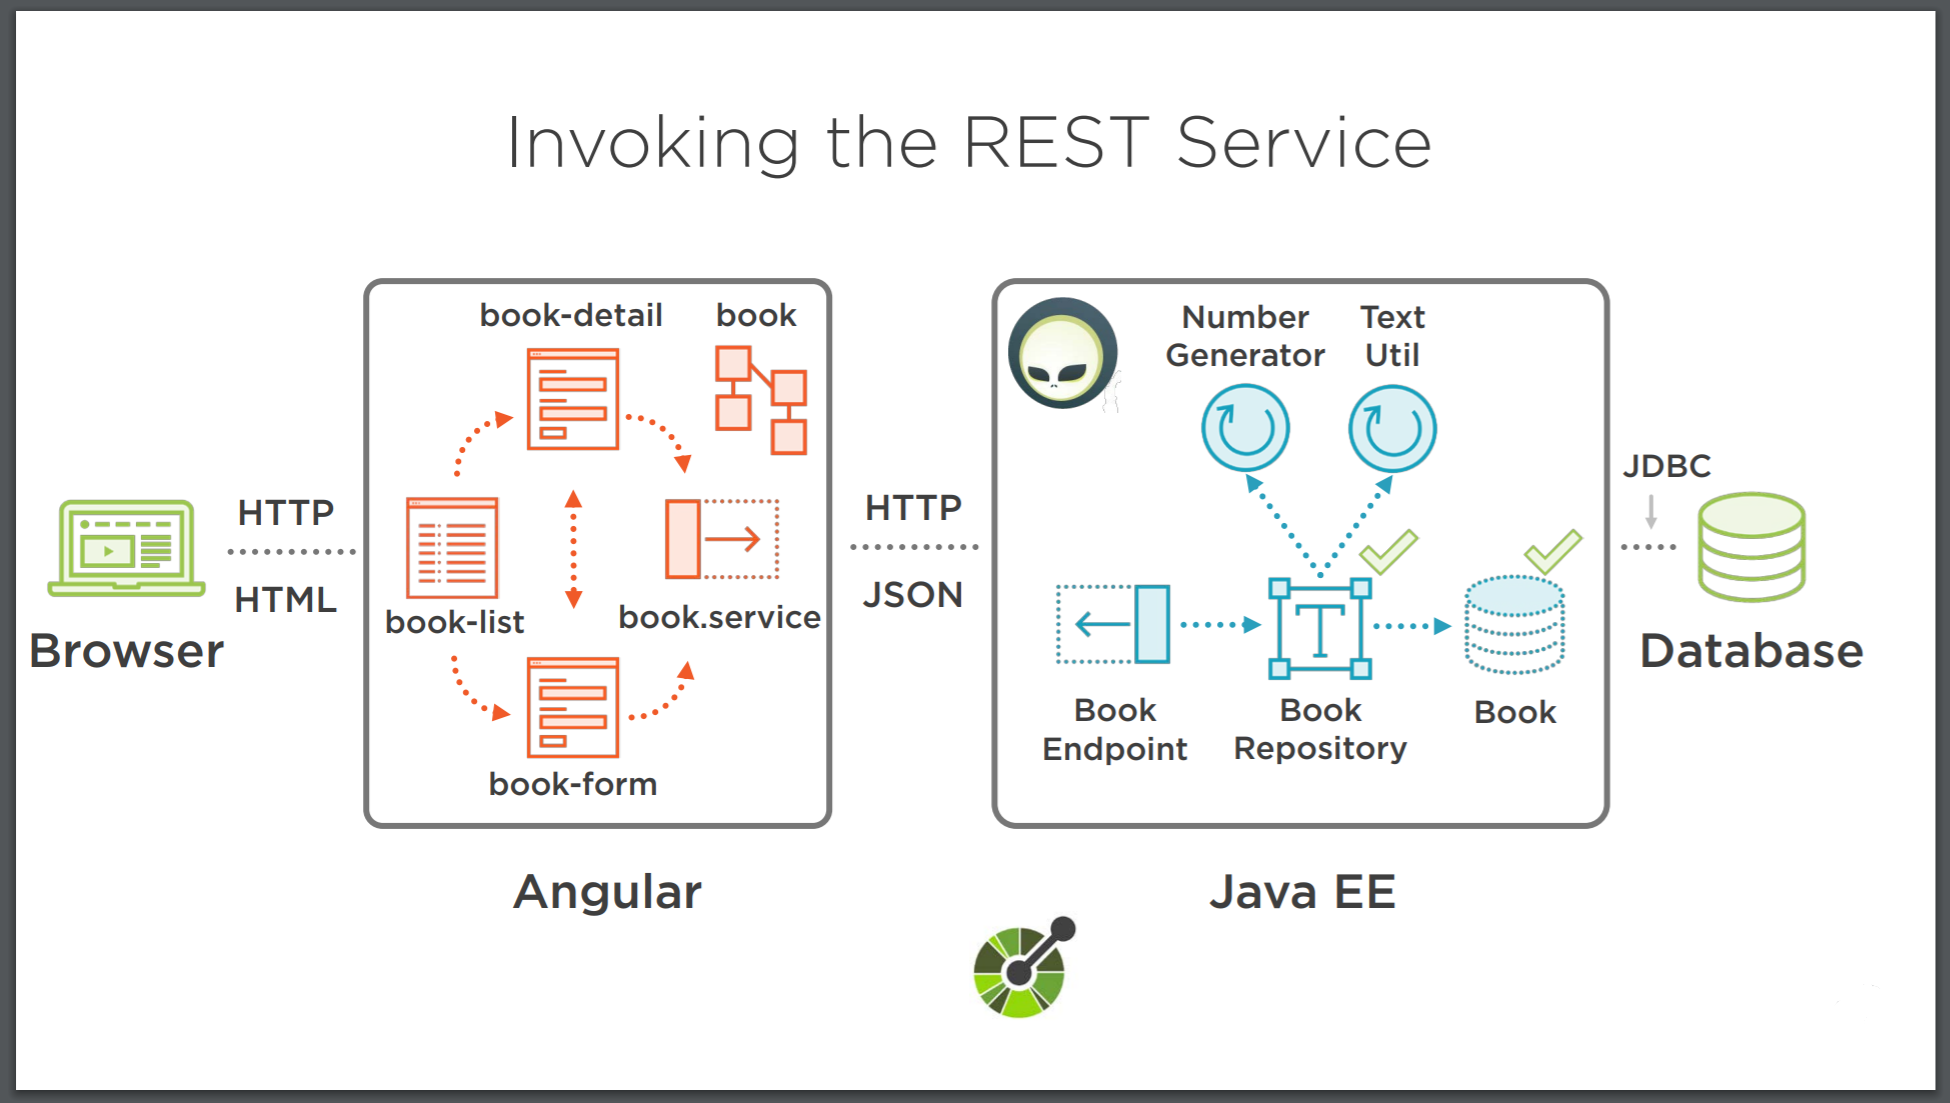 Invoking the REST Service
Browser
HTTP
HTML
book-detail
book
book-list
book.service
book-form
Angular
HTTP
JSON
Number
Generator
Text
Util
T
Book
Endpoint
Book
Repository
Book
Java EE
JDBC
Database